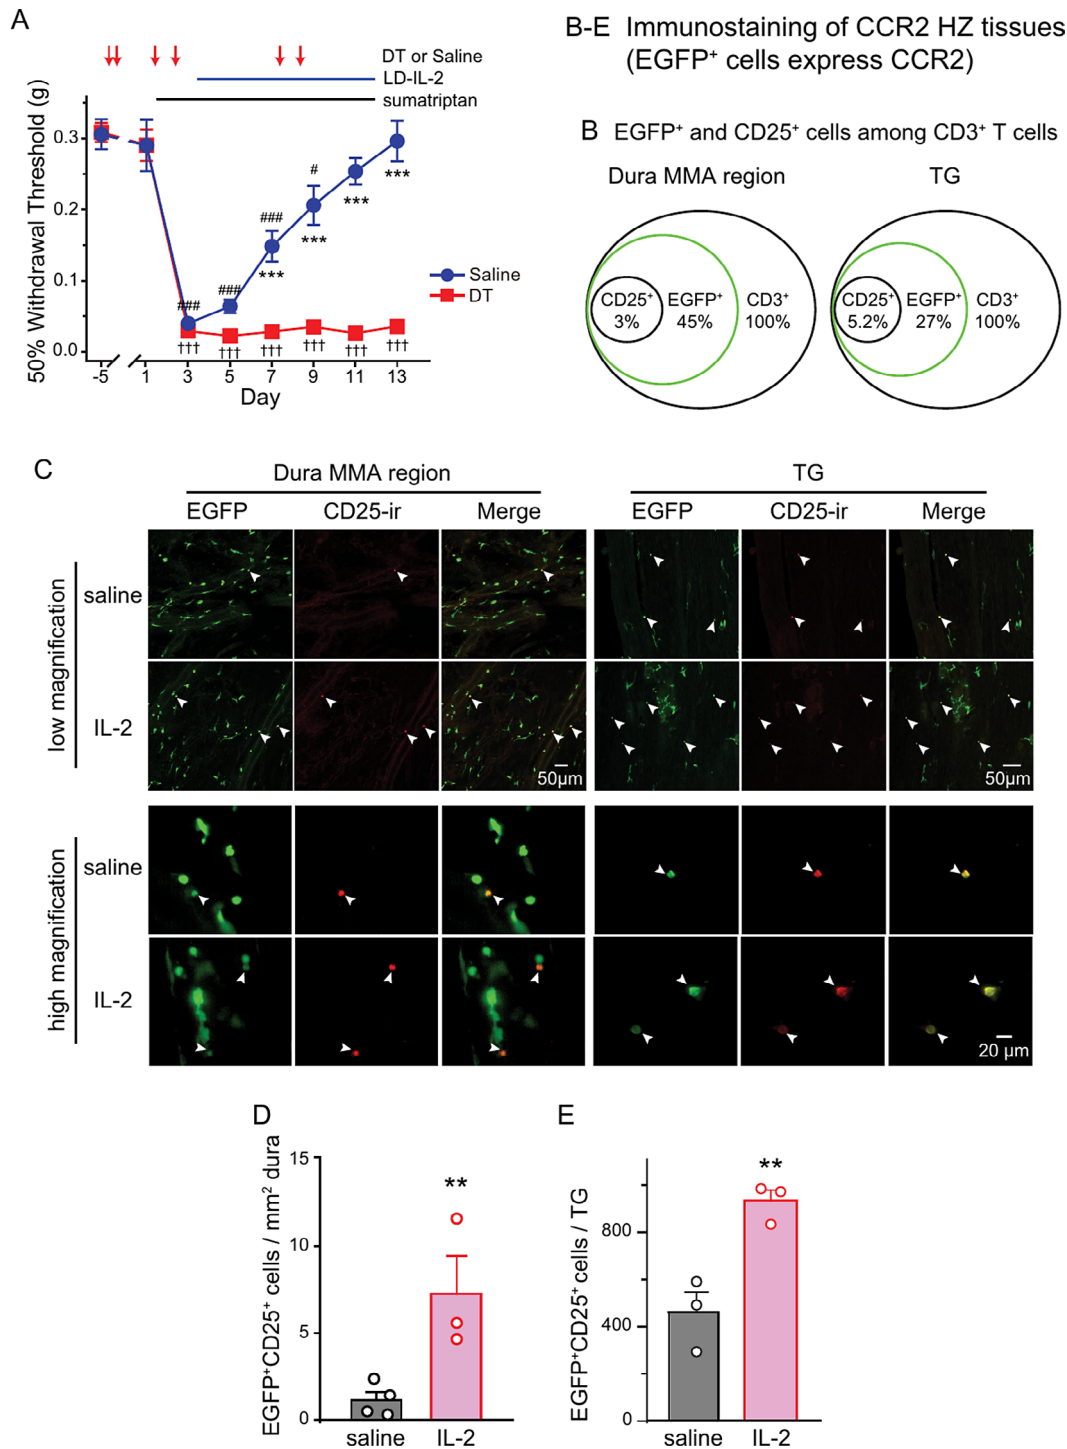 A
DT or Saline
LD-IL-2
sumatriptan
50% Withdrawal Threshold (g)
0.3
0.2
0.1
0.0
###
###
###
#
***
***
***
***
†††
†††
†††
†††
†††
†††
Saline
DT
-5
1
3
5
7
9
11
13
Day
B-E Immunostaining of CCR2 HZ tissues
(EGFP⁺ cells express CCR2)
B EGFP⁺ and CD25⁺ cells among CD3⁺ T cells
Dura MMA region
TG
CD25⁺ EGFP⁺ CD3⁺
3% 45% 100%
CD25⁺ EGFP⁺ CD3⁺
5.2% 27% 100%
C
Dura MMA region
TG
EGFP CD25-ir Merge
EGFP CD25-ir Merge
low magnification
saline
IL-2
50μm
50μm
high magnification
saline
IL-2
20 μm
D
EGFP⁺CD25⁺ cells / mm² dura
15
10
5
0
**
saline
IL-2
E
EGFP⁺CD25⁺ cells / TG
800
400
0
**
saline
IL-2